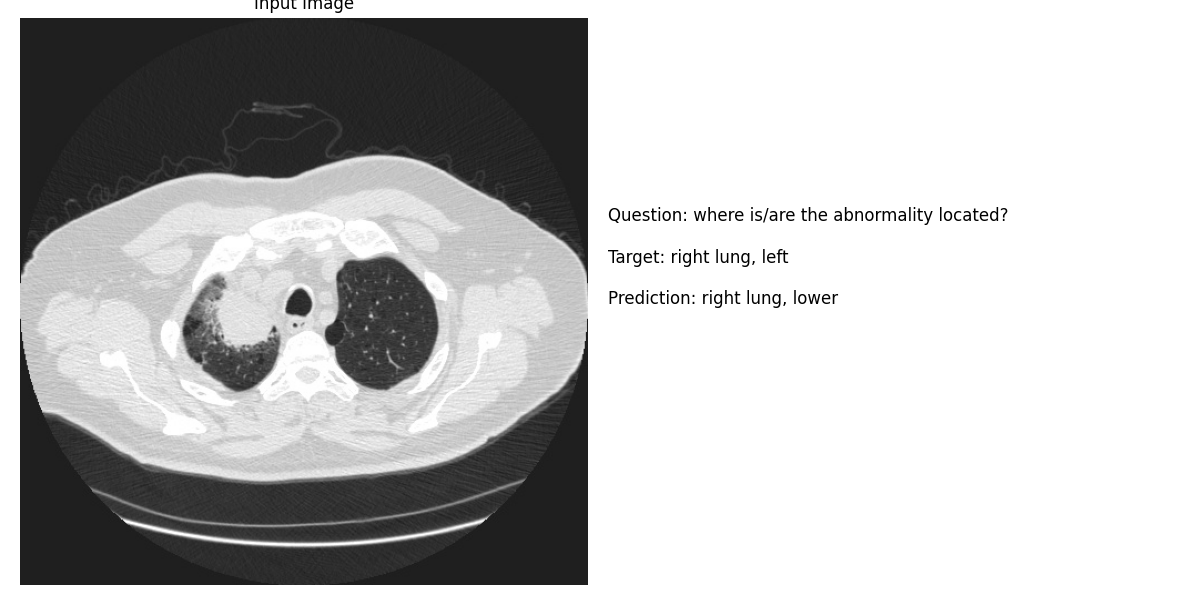 Input Image
Question: where is/are the abnormality located?
Target: right lung, left
Prediction: right lung, lower